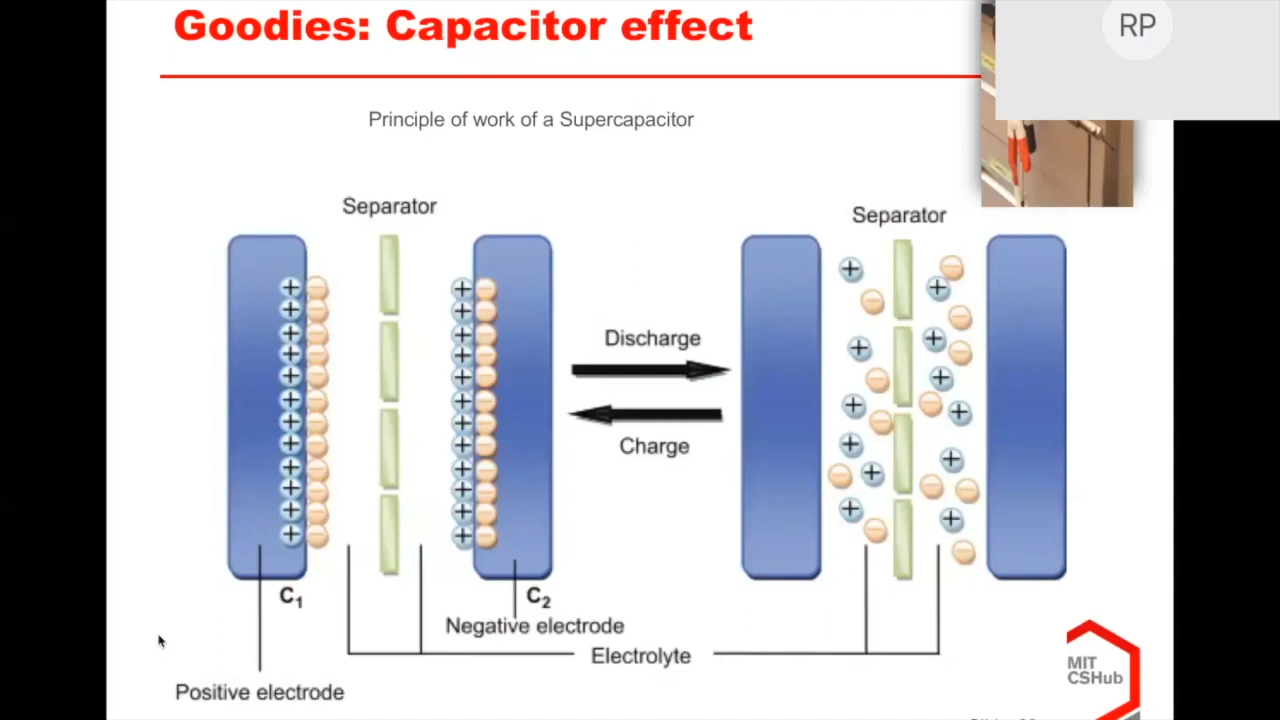 Goodies: Capacitor effect
RP
Principle of work of a Supercapacitor
Separator
Separator
Discharge
Charge
C1
C2
Negative electrode
Electrolyte
Positive electrode
MIT
CSHub